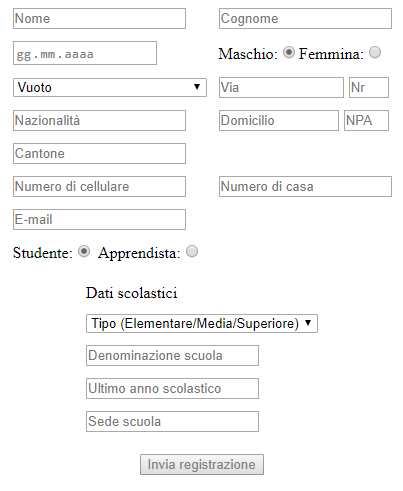 Nome Cognome
gg.mm.aaaa Maschio: Femmina:
Vuoto Via Nr
Nazionalità Domicilio NPA
Cantone
Numero di cellulare Numero di casa
E-mail
Studente: Apprendista:
Dati scolastici
Tipo (Elementare/Media/Superiore)
Denominazione scuola
Ultimo anno scolastico
Sede scuola
Invia registrazione